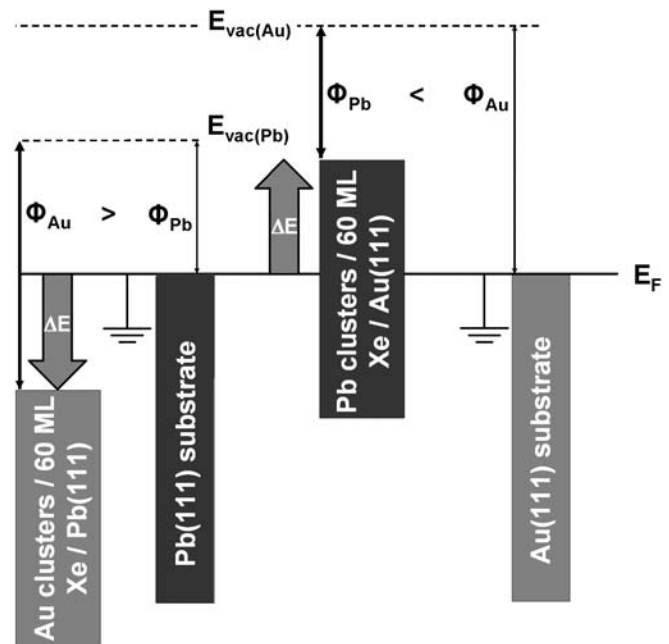 E_vac(Au)
Φ_Pb < Φ_Au
E_vac(Pb)
Φ_Au > Φ_Pb
ΔE
E_F
ΔE
Au clusters / 60 ML
Xe / Pb(111)
Pb(111) substrate
Pb clusters / 60 ML
Xe / Au(111)
Au(111) substrate